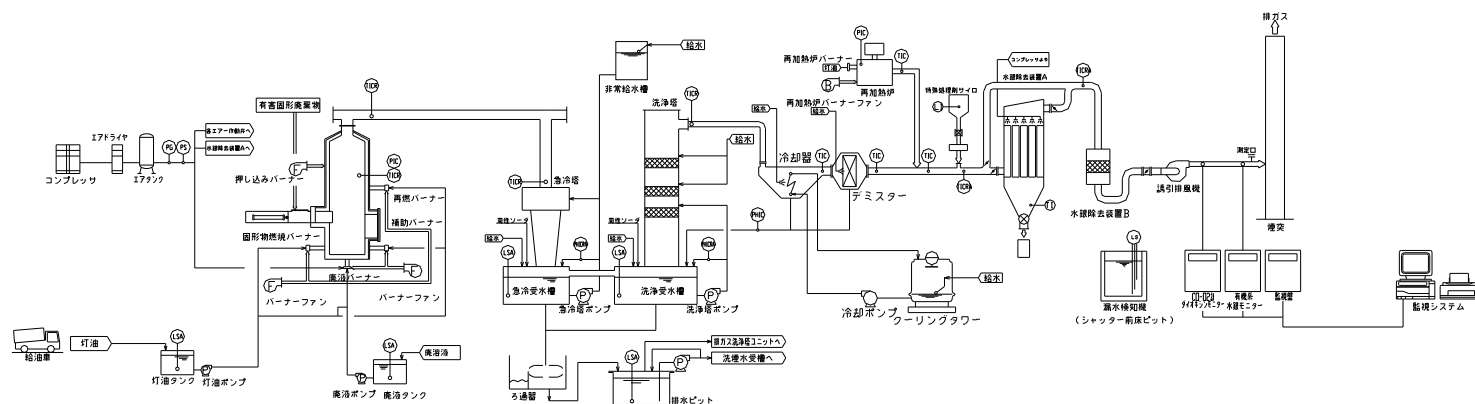 排ガス
非常給水槽
給水
洗浄塔
給水
PIC
TIC
再加熱炉バーナー
灯油
再加熱炉
再加熱炉バーナーファン
給水
給水
冷却器
TIC
デミスター
TIC
TIC
TICRA
特殊処理剤サイロ
コンプレッサより
水銀除去装置A
TICRA
TI
水銀除去装置B
誘引排風機
測定口
煙突
有害固形廃棄物
TICR
各エアー作動弁へ
水銀除去装置Aへ
コンプレッサ
エアドライヤ
エアタンク
PG
PS
押し込みバーナー
PIC
TICR
再燃バーナー
補助バーナー
固形物燃焼バーナー
廃溶バーナー
バーナーファン
バーナーファン
TICR
急冷塔
TICR
苛性ソーダ
給水
LSA
急冷受水槽
P
急冷塔ポンプ
苛性ソーダ
給水
LSA
洗浄受水槽
P
洗浄塔ポンプ
PHIC
冷却ポンプ
P
クーリングタワー
給水
LS
漏水検知機
(シャッター前床ピット)
CO-O2計
ダイオキシンモニター
有機系
水銀モニター
監視盤
監視システム
給油車
灯油
LSA
灯油タンク
P
灯油ポンプ
P
廃溶ポンプ
LSA
廃溶タンク
廃溶液
ろ過器
LSA
排水ピット
P
排ガス洗浄塔ユニットへ
洗煙水受槽へ